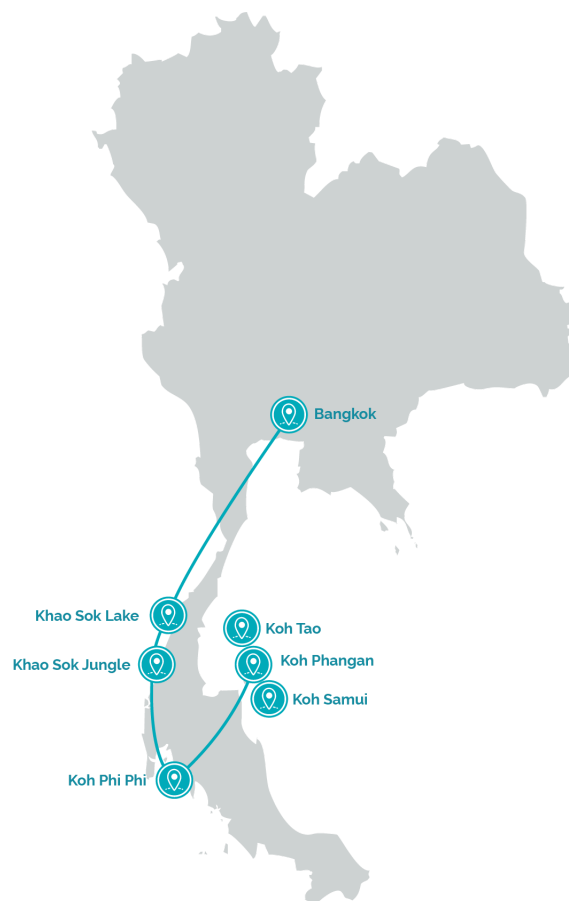 Bangkok
Khao Sok Lake
Koh Tao
Khao Sok Jungle
Koh Phangan
Koh Samui
Koh Phi Phi